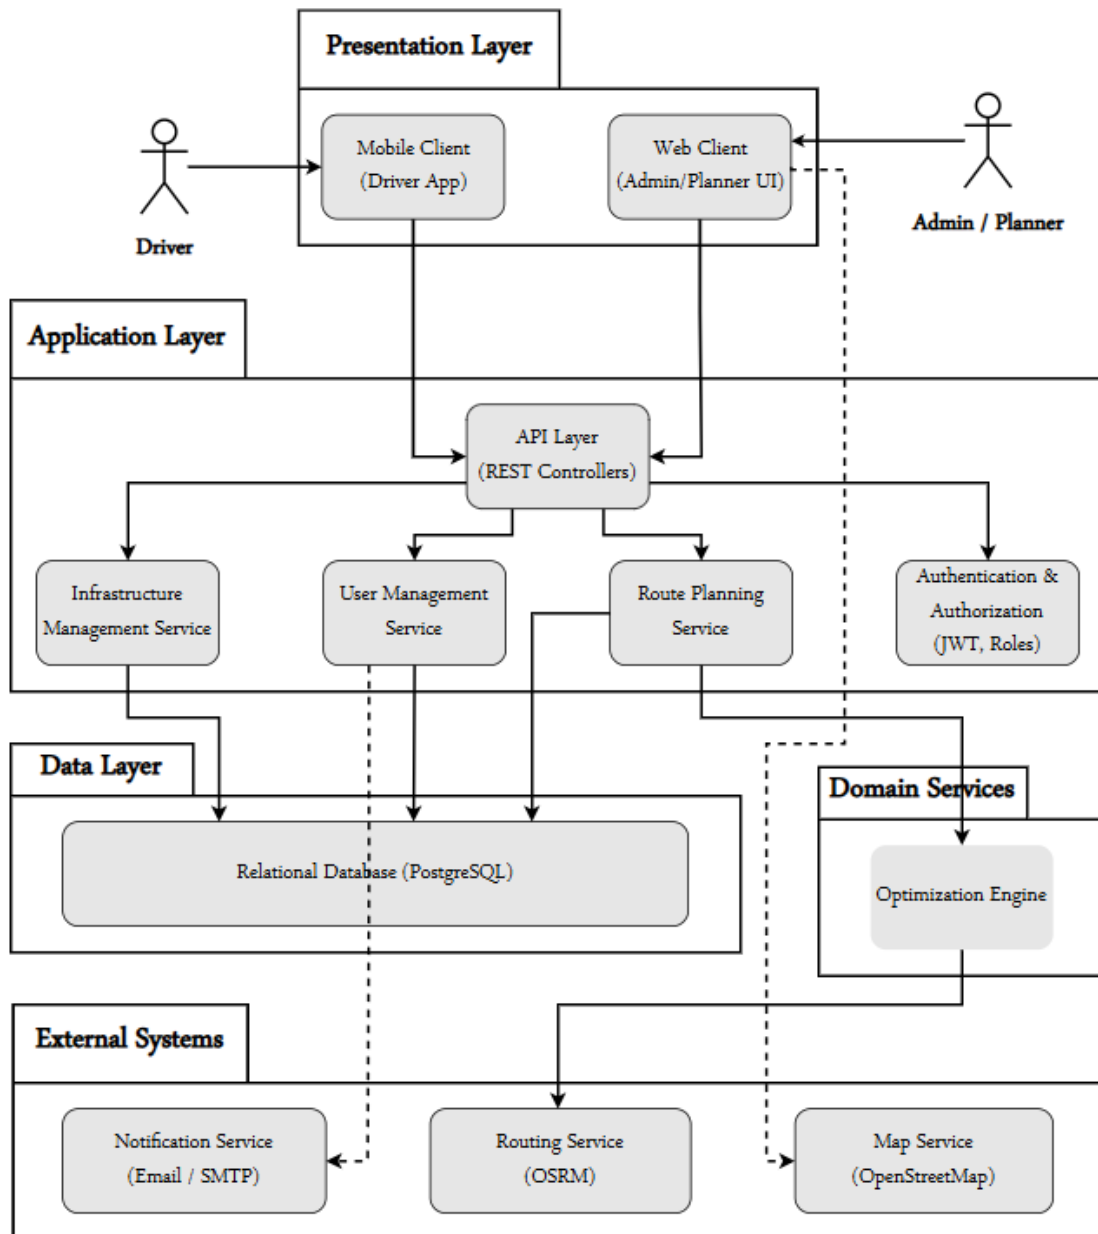 Presentation Layer
Mobile Client
(Driver App)
Web Client
(Admin/Planner UI)
Driver
Admin / Planner
Application Layer
API Layer
(REST Controllers)
Infrastructure
Management Service
User Management
Service
Route Planning
Service
Authentication &
Authorization
(JWT, Roles)
Data Layer
Relational Database (PostgreSQL)
Domain Services
Optimization Engine
External Systems
Notification Service
(Email / SMTP)
Routing Service
(OSRM)
Map Service
(OpenStreetMap)